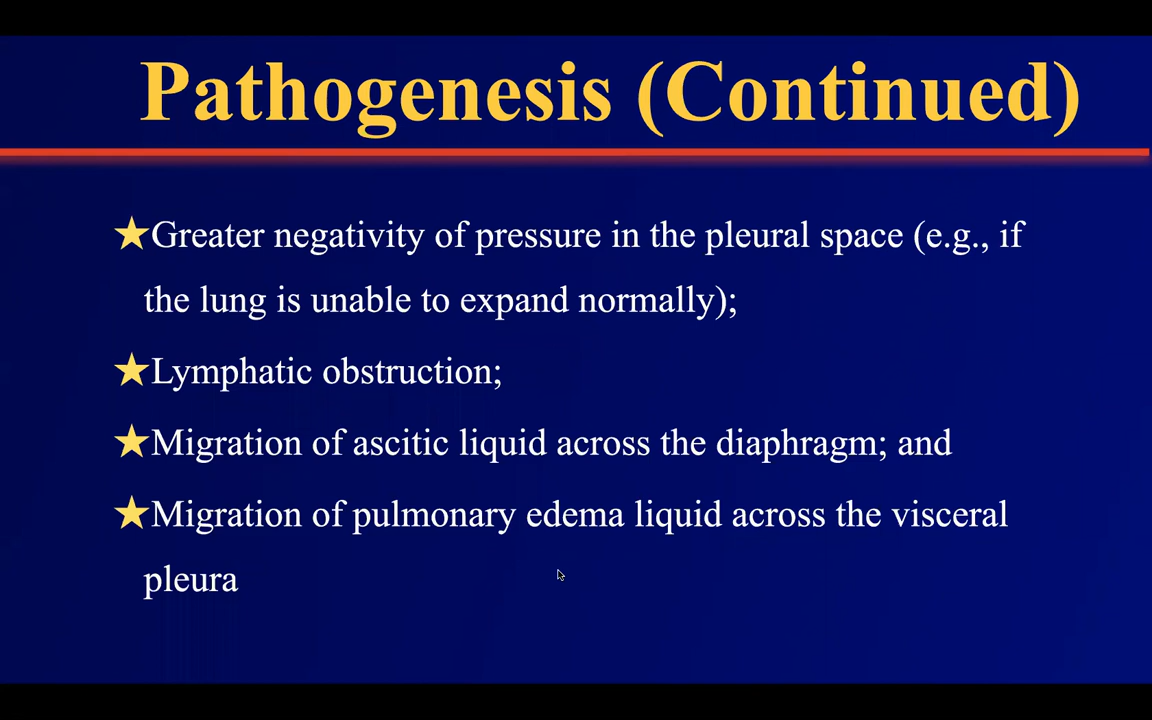 Pathogenesis (Continued)
★Greater negativity of pressure in the pleural space (e.g., if
the lung is unable to expand normally);
★Lymphatic obstruction;
★Migration of ascitic liquid across the diaphragm; and
★Migration of pulmonary edema liquid across the visceral
pleura